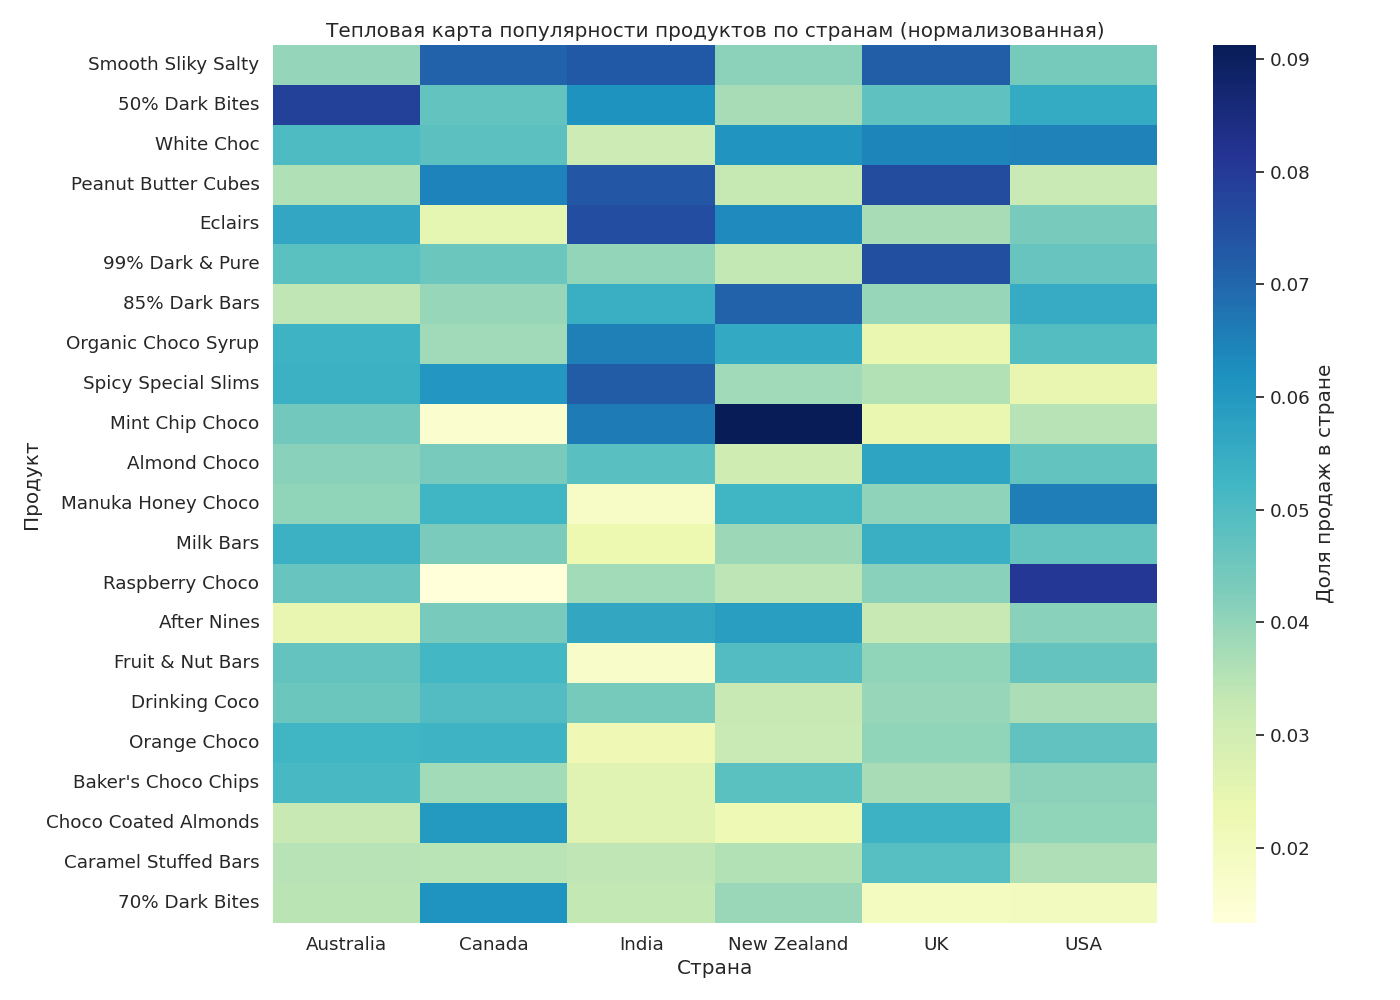 Тепловая карта популярности продуктов по странам (нормализованная)
Продукт
Smooth Sliky Salty
50% Dark Bites
White Choc
Peanut Butter Cubes
Eclairs
99% Dark & Pure
85% Dark Bars
Organic Choco Syrup
Spicy Special Slims
Mint Chip Choco
Almond Choco
Manuka Honey Choco
Milk Bars
Raspberry Choco
After Nines
Fruit & Nut Bars
Drinking Coco
Orange Choco
Baker's Choco Chips
Choco Coated Almonds
Caramel Stuffed Bars
70% Dark Bites
Australia Canada India New Zealand UK USA
Страна
0.09
0.08
0.07
0.06
0.05
0.04
0.03
0.02
Доля продаж в стране